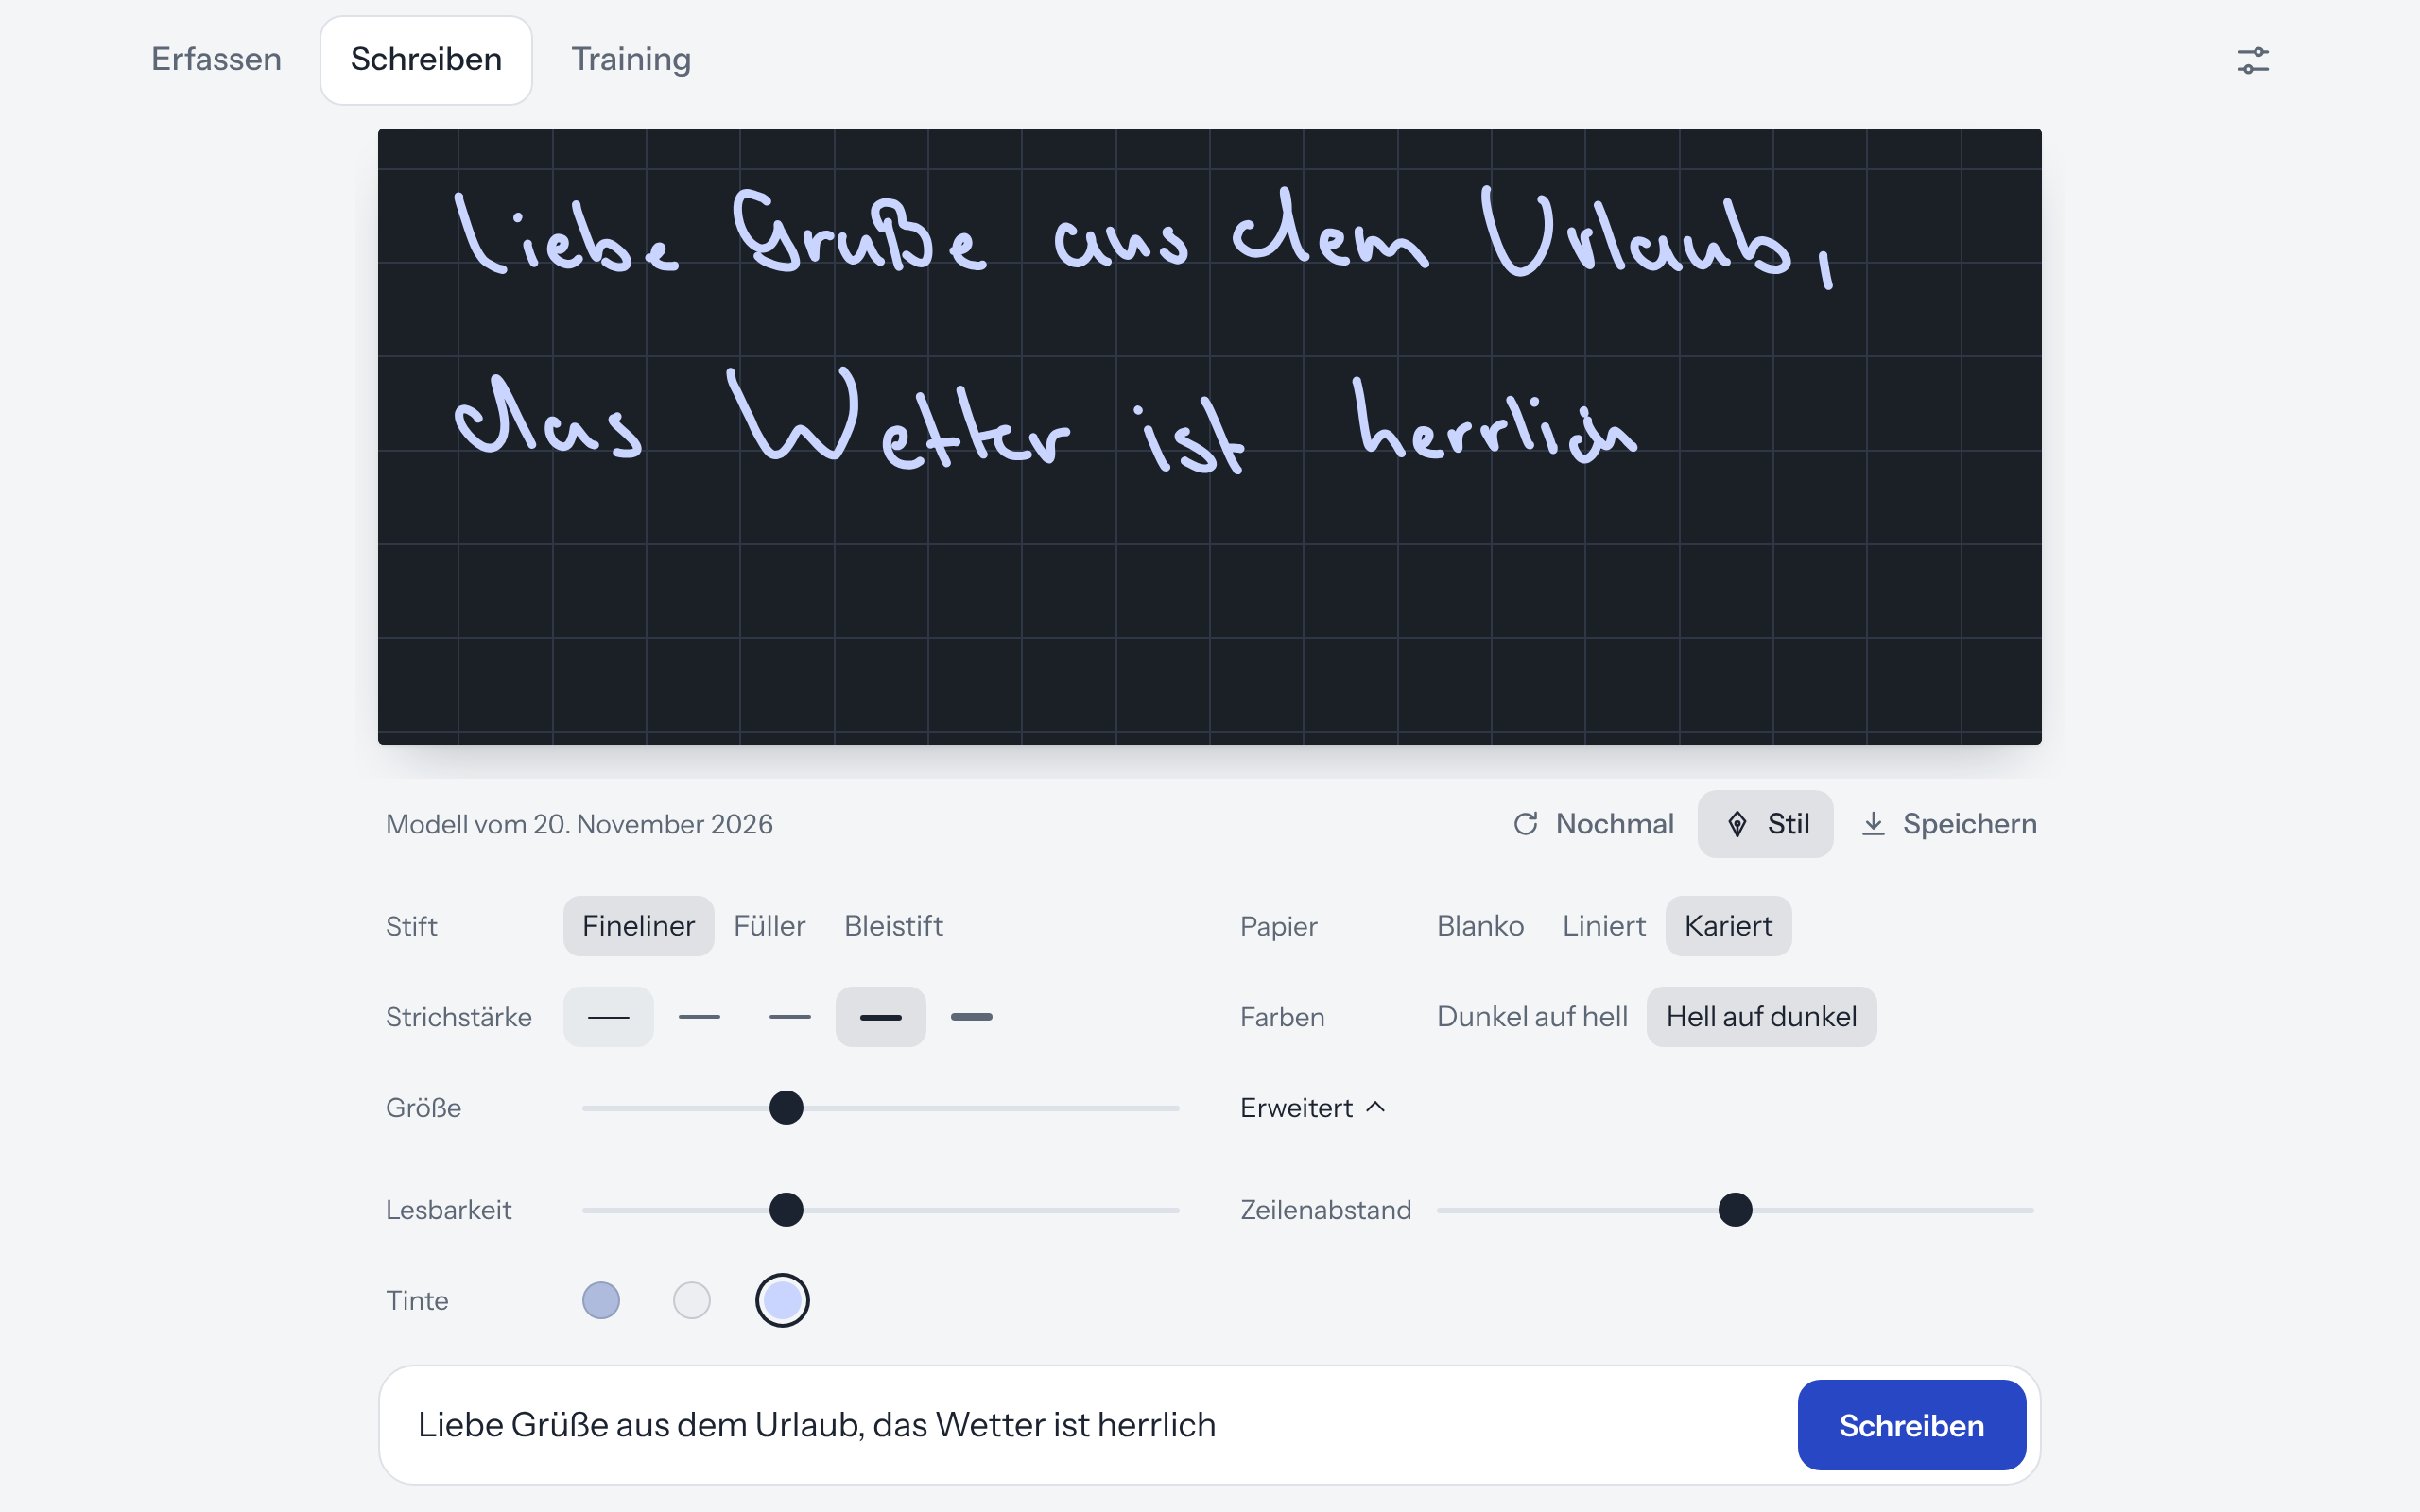 Erfassen Schreiben Training
Liebe Gruße aus dem Urlaub,
das Wetter ist herrlich
Modell vom 20. November 2026 Nochmal Stil Speichern
Stift Fineliner Füller Bleistift Papier Blanko Liniert Kariert
Strichstärke Farben Dunkel auf hell Hell auf dunkel
Größe Erweitert
Lesbarkeit Zeilenabstand
Tinte
Liebe Grüße aus dem Urlaub, das Wetter ist herrlich Schreiben